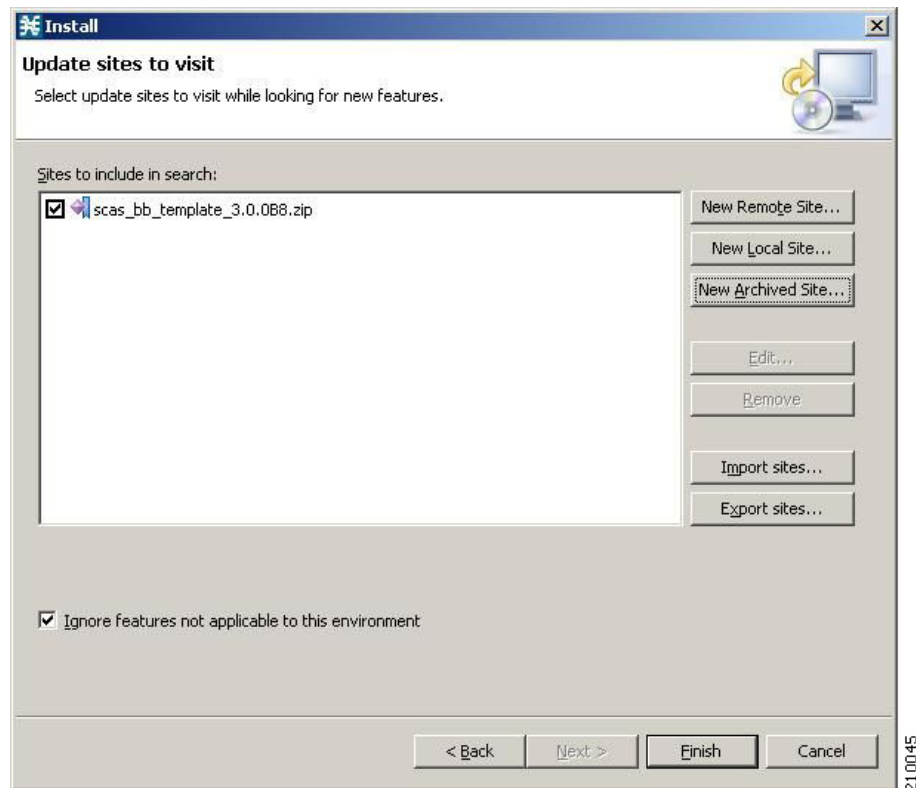 Install
Update sites to visit
Select update sites to visit while looking for new features.
Sites to include in search:
scas_bb_template_3.0.0B8.zip
New Remote Site...
New Local Site...
New Archived Site...
Edit...
Remove
Import sites...
Export sites...
Ignore features not applicable to this environment
< Back
Next >
Finish
Cancel
210045